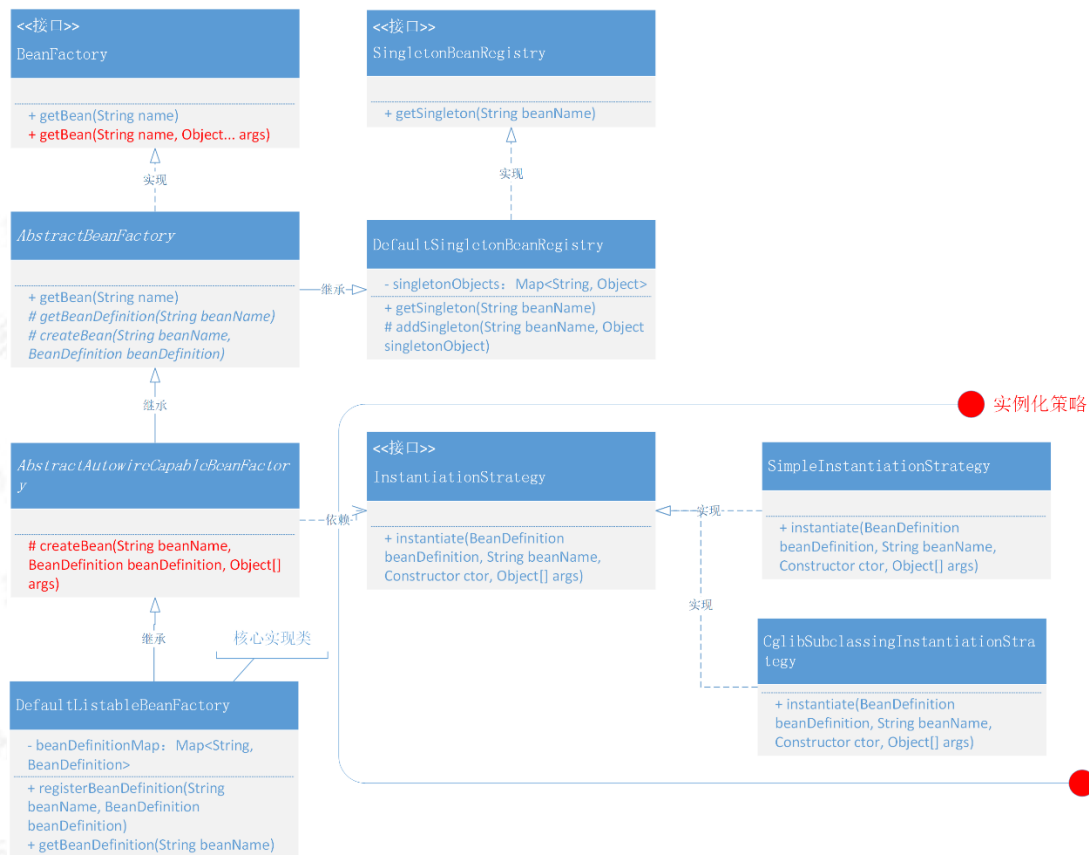 <<接口>>
BeanFactory
+ getBean(String name)
+ getBean(String name, Object... args)
实现
<<接口>>
SingletonBeanRegistry
+ getSingleton(String beanName)
实现
AbstractBeanFactory
+ getBean(String name)
# getBeanDefinition(String beanName)
# createBean(String beanName,
BeanDefinition beanDefinition)
继承
DefaultSingletonBeanRegistry
- singletonObjects：Map<String, Object>
+ getSingleton(String beanName)
# addSingleton(String beanName, Object
singletonObject)
继承
实例化策略
AbstractAutowireCapableBeanFactor
y
# createBean(String beanName,
BeanDefinition beanDefinition, Object[]
args)
依赖
<<接口>>
InstantiationStrategy
+ instantiate(BeanDefinition
beanDefinition, String beanName,
Constructor ctor, Object[] args)
实现
SimpleInstantiationStrategy
+ instantiate(BeanDefinition
beanDefinition, String beanName,
Constructor ctor, Object[] args)
实现
CglibSubclassingInstantiationStra
tegy
+ instantiate(BeanDefinition
beanDefinition, String beanName,
Constructor ctor, Object[] args)
继承
核心实现类
DefaultListableBeanFactory
- beanDefinitionMap：Map<String,
BeanDefinition>
+ registerBeanDefinition(String
beanName, BeanDefinition
beanDefinition)
+ getBeanDefinition(String beanName)